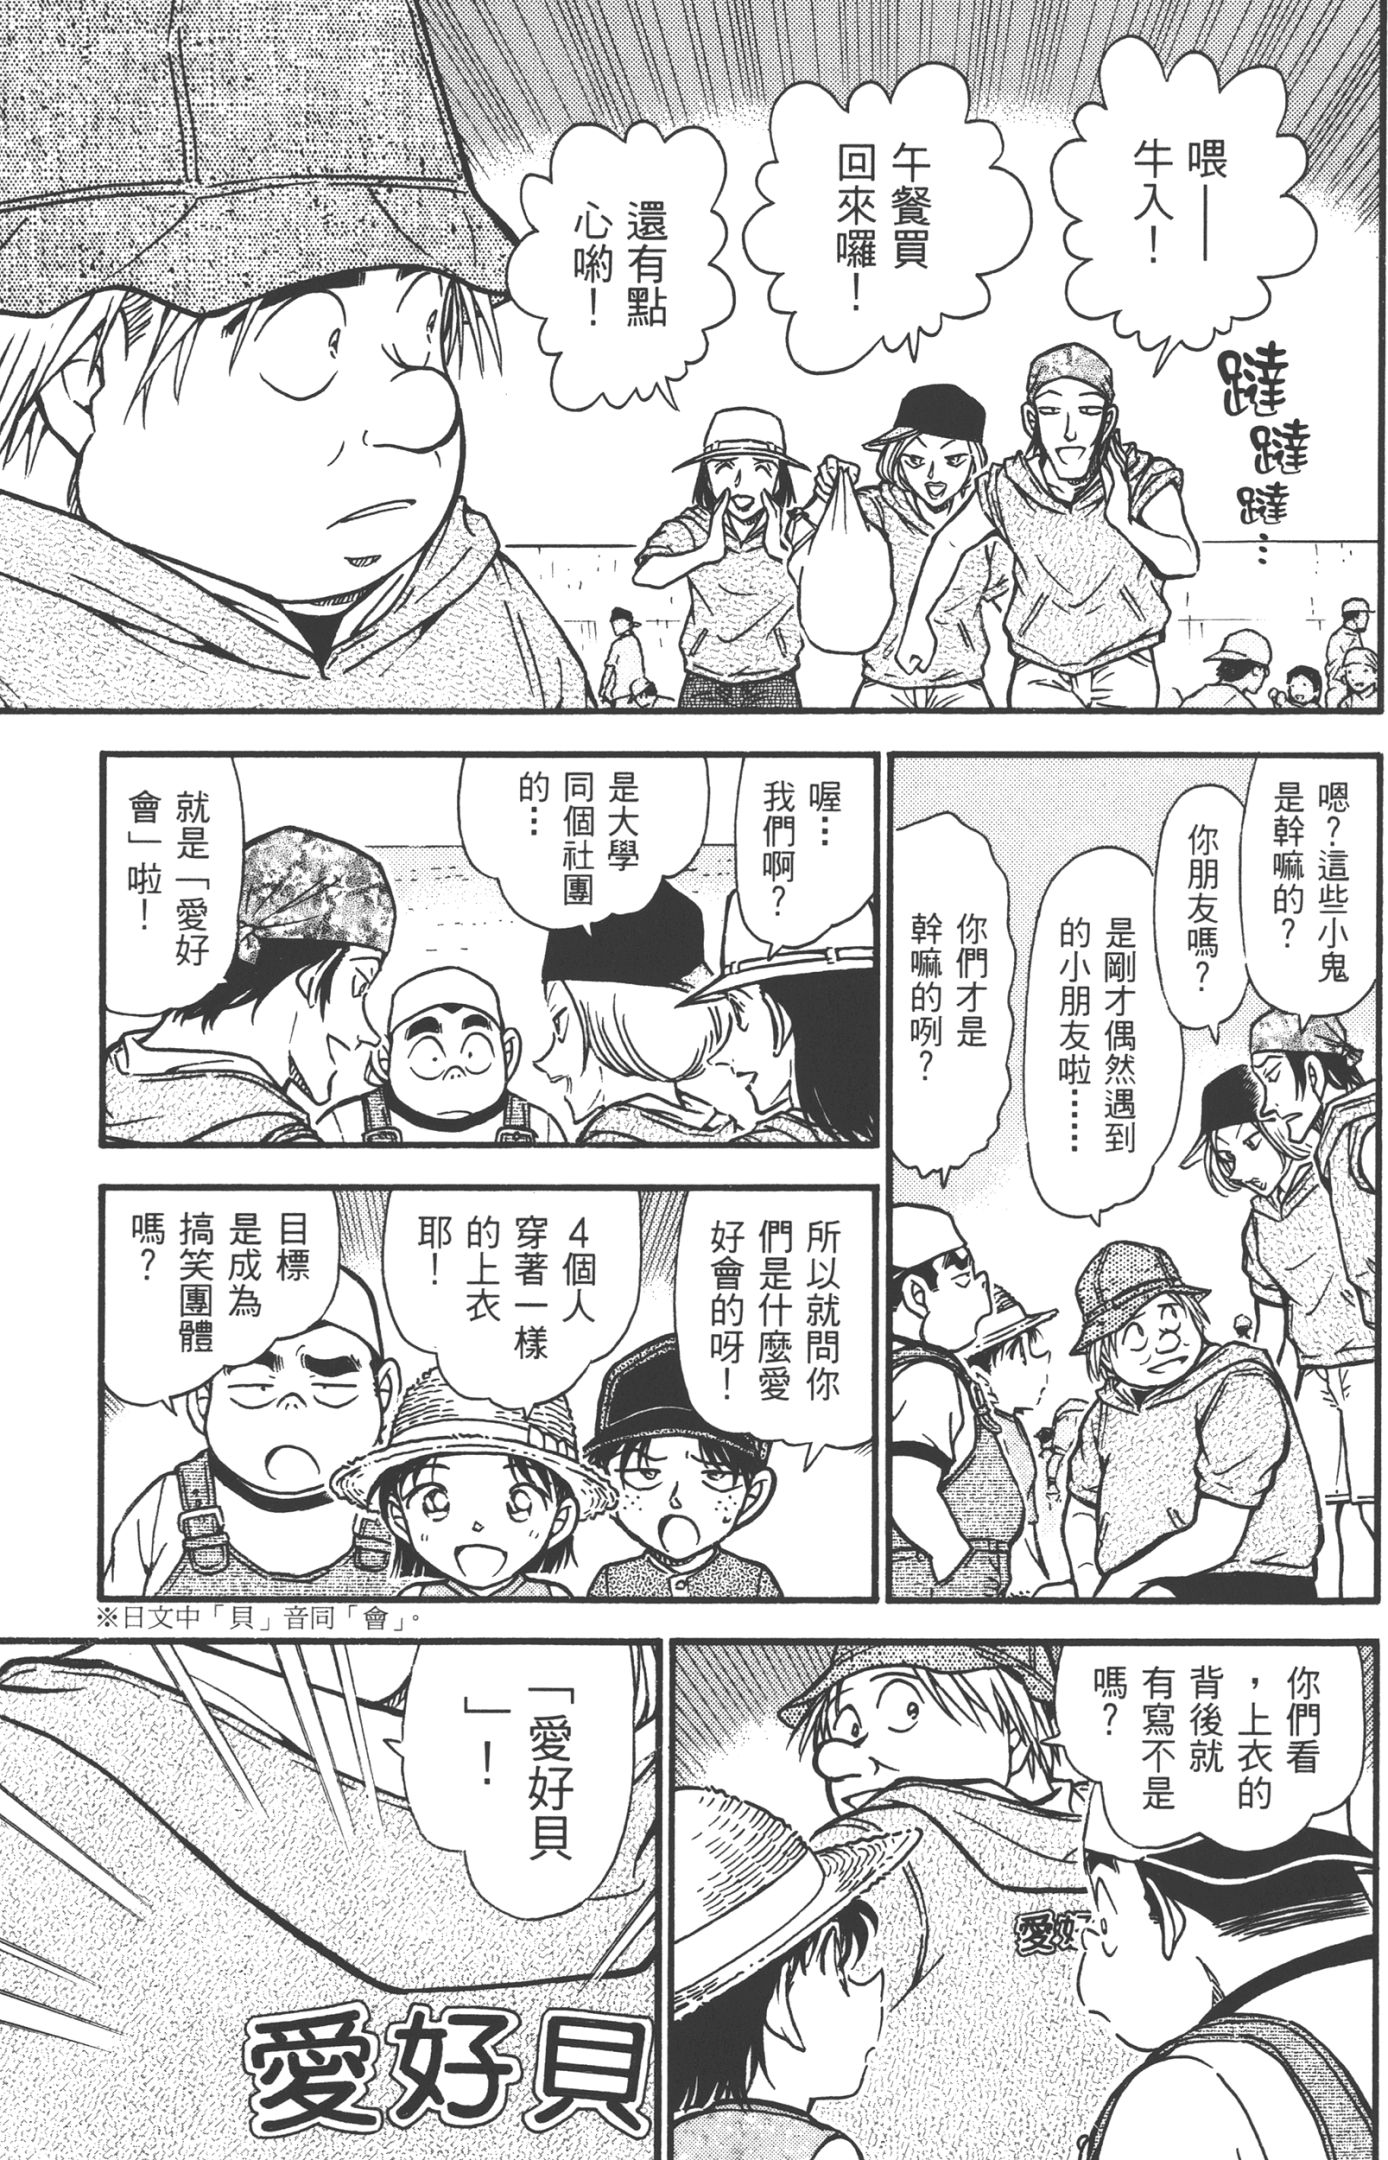 喂──
牛入！
午餐買
回來囉！
還有點
心喲！
躂
躂
躂…
嗯？這些小鬼
是幹嘛的？
你朋友嗎？
是剛才偶然遇到
的小朋友啦……
你們才是
幹嘛的咧？
喔…
我們啊？
是大學
同個社團
的…
就是「愛好
會」啦！
所以就問你
們是什麼愛
好會的呀！
4個人
穿著一樣
的上衣
耶！
目標
是成為
搞笑團體
嗎？
※日文中「貝」音同「會」。
你們看
，上衣的
背後就
有寫不是
嗎？
愛好
「愛好貝
」！
愛好貝